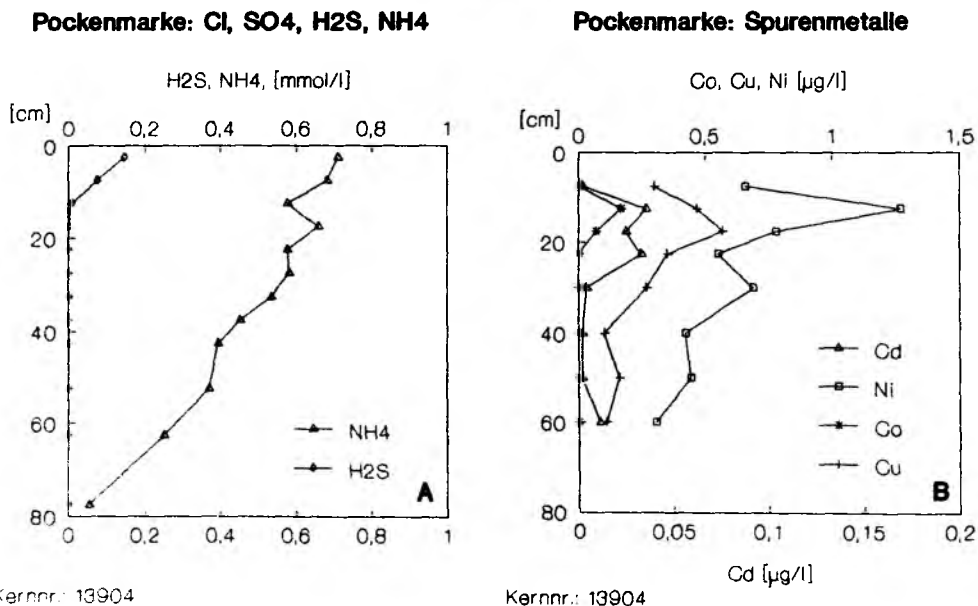 Pockenmarke: Cl, SO4, H2S, NH4
H2S, NH4, [mmol/l]
[cm]
0 0,2 0,4 0,6 0,8 1
0
20
40
60
80
NH4
H2S
A
0 0,2 0,4 0,6 0,8 1
Kernnr.: 13904
Pockenmarke: Spurenmetalle
Co, Cu, Ni [µg/l]
[cm]
0 0,5 1 1,5
0
20
40
60
80
Cd
Ni
Co
Cu
B
0 0,05 0,1 0,15 0,2
Cd [µg/l]
Kernnr.: 13904